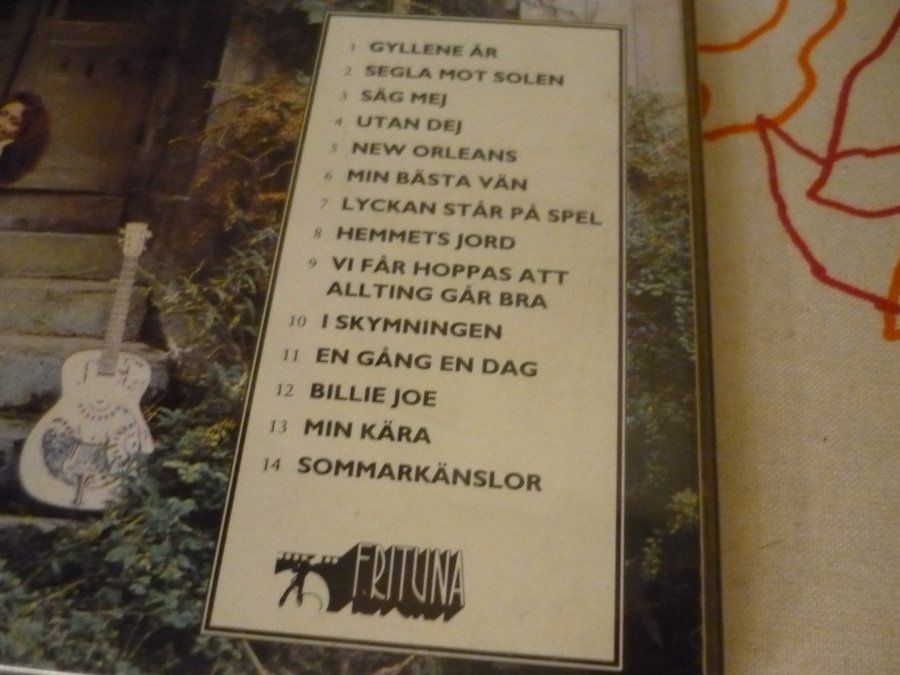 1 GYLLENE ÅR
2 SEGLA MOT SOLEN
3 SÄG MEJ
4 UTAN DEJ
5 NEW ORLEANS
6 MIN BÄSTA VÄN
7 LYCKAN STÅR PÅ SPEL
8 HEMMETS JORD
9 VI FÅR HOPPAS ATT
ALLTING GÅR BRA
10 I SKYMNINGEN
11 EN GÅNG EN DAG
12 BILLIE JOE
13 MIN KÄRA
14 SOMMARKÄNSLOR
FRITUNA